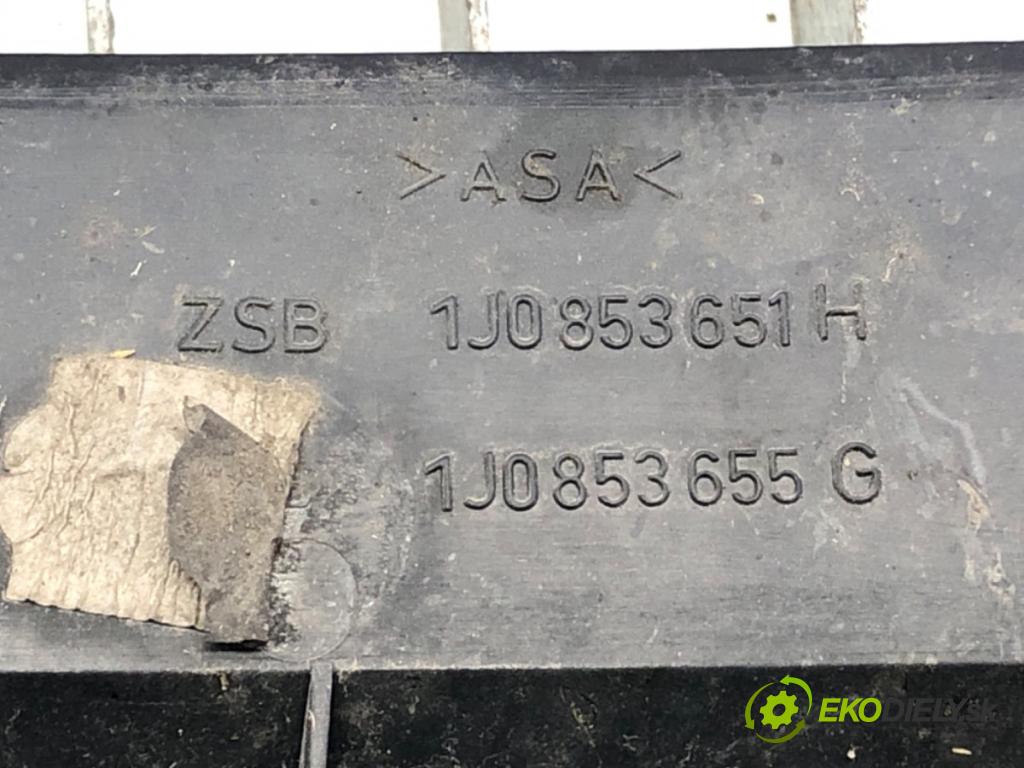 >ASA<
ZSB 1J0 853 651 H
1J0 853 655 G
EKODIELY.SK